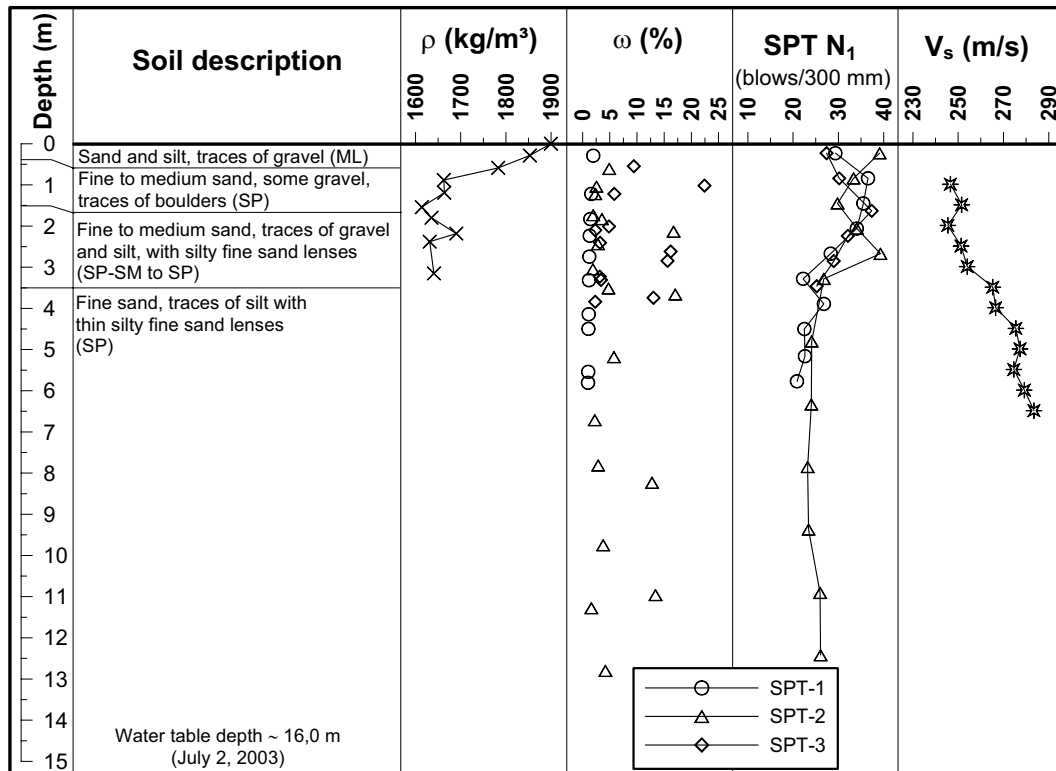 Depth (m)
Soil description
ρ (kg/m³)
ω (%)
SPT N1
(blows/300 mm)
Vs (m/s)
1600
1700
1800
1900
0
5
10
15
20
25
10
20
30
40
230
250
270
290
0
1
2
3
4
5
6
7
8
9
10
11
12
13
14
15
Sand and silt, traces of gravel (ML)
Fine to medium sand, some gravel,
traces of boulders (SP)
Fine to medium sand, traces of gravel
and silt, with silty fine sand lenses
(SP-SM to SP)
Fine sand, traces of silt with
thin silty fine sand lenses
(SP)
Water table depth ~ 16,0 m
(July 2, 2003)
SPT-1
SPT-2
SPT-3